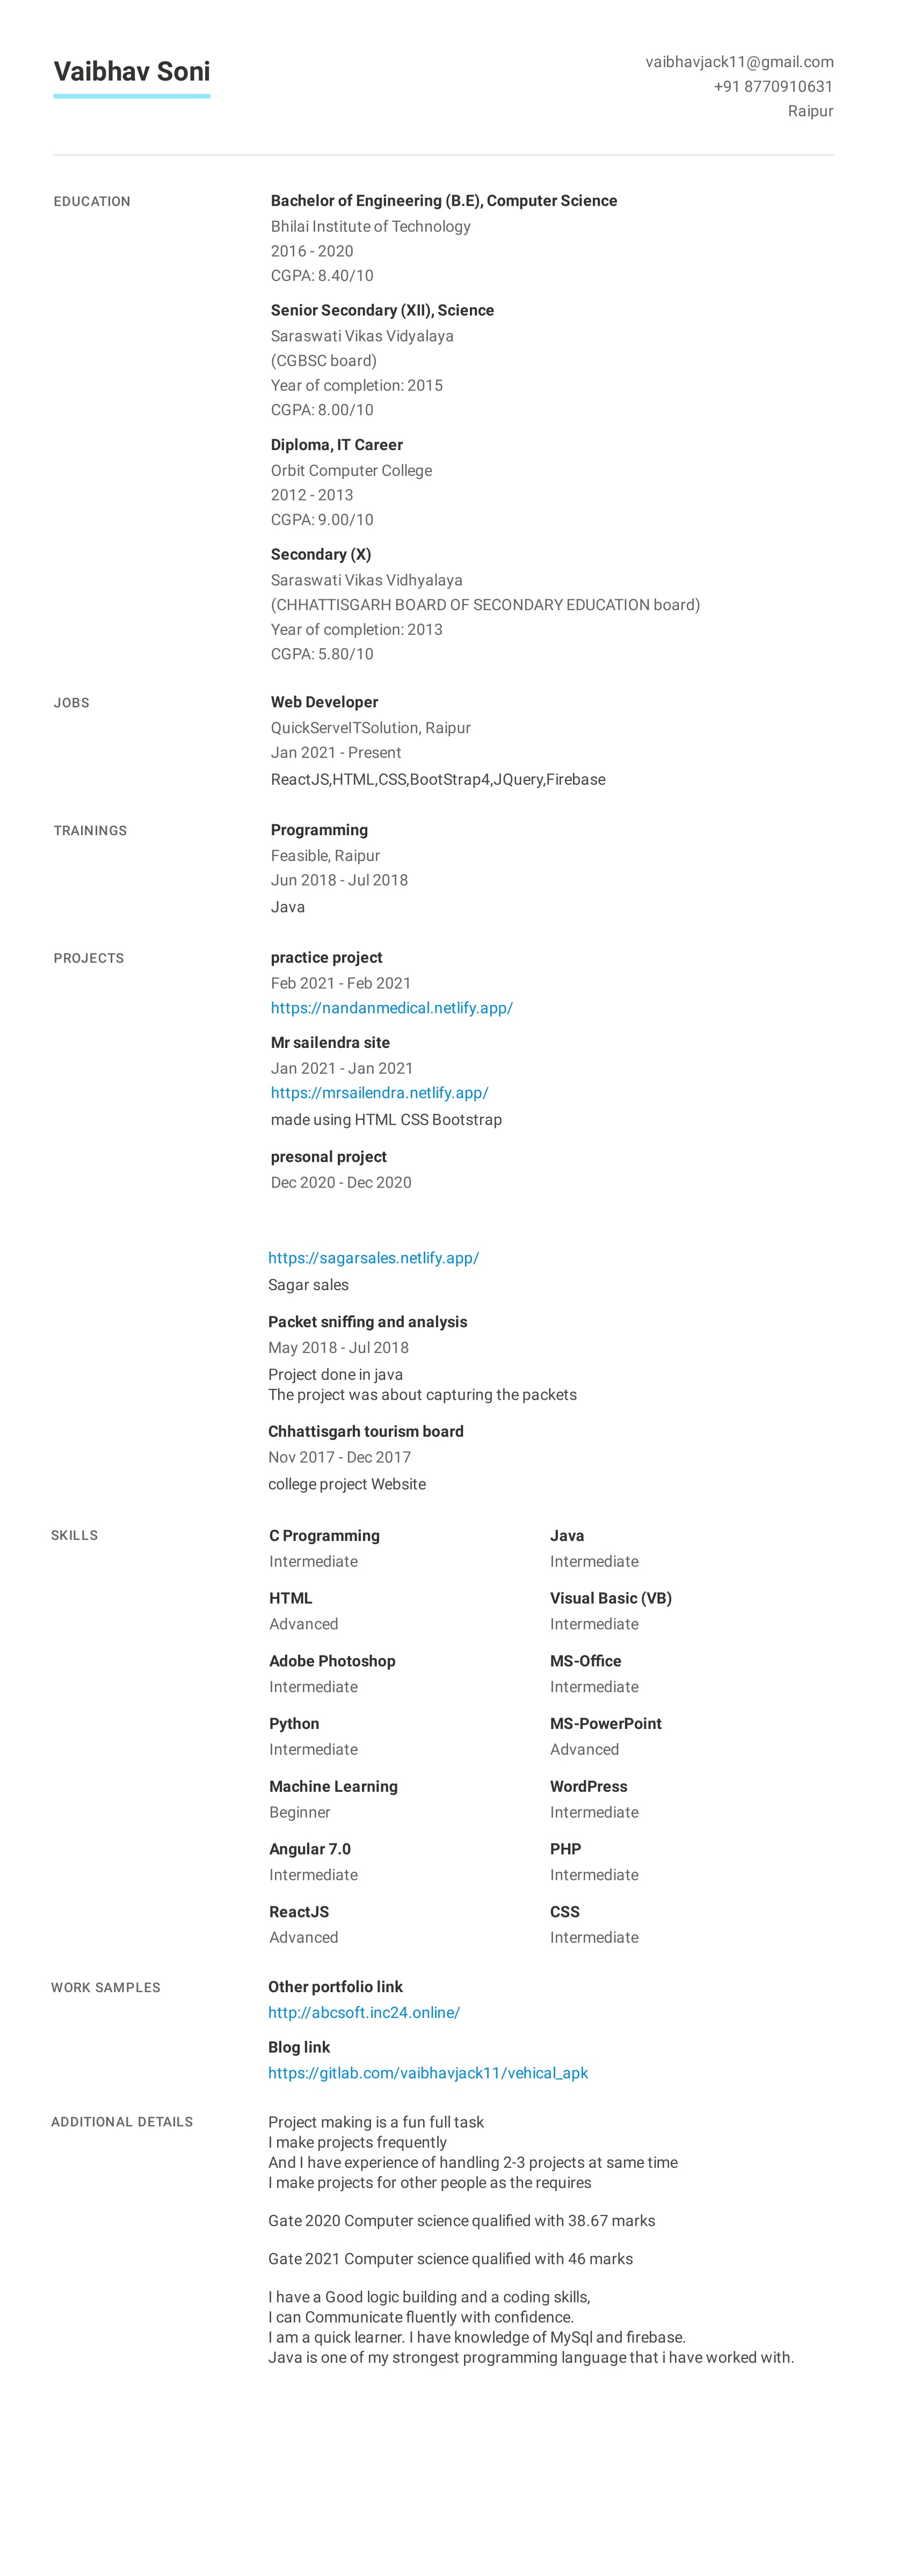 Vaibhav Soni
vaibhavjack11@gmail.com
+91 8770910631
Raipur
EDUCATION
Bachelor of Engineering (B.E), Computer Science
Bhilai Institute of Technology
2016 - 2020
CGPA: 8.40/10
Senior Secondary (XII), Science
Saraswati Vikas Vidyalaya
(CGBSC board)
Year of completion: 2015
CGPA: 8.00/10
Diploma, IT Career
Orbit Computer College
2012 - 2013
CGPA: 9.00/10
Secondary (X)
Saraswati Vikas Vidhyalaya
(CHHATTISGARH BOARD OF SECONDARY EDUCATION board)
Year of completion: 2013
CGPA: 5.80/10
JOBS
Web Developer
QuickServeITSolution, Raipur
Jan 2021 - Present
ReactJS,HTML,CSS,BootStrap4,JQuery,Firebase
TRAININGS
Programming
Feasible, Raipur
Jun 2018 - Jul 2018
Java
PROJECTS
practice project
Feb 2021 - Feb 2021
https://nandanmedical.netlify.app/
Mr sailendra site
Jan 2021 - Jan 2021
https://mrsailendra.netlify.app/
made using HTML CSS Bootstrap
presonal project
Dec 2020 - Dec 2020
https://sagarsales.netlify.app/
Sagar sales
Packet sniffing and analysis
May 2018 - Jul 2018
Project done in java
The project was about capturing the packets
Chhattisgarh tourism board
Nov 2017 - Dec 2017
college project Website
SKILLS
C Programming
Intermediate
Java
Intermediate
HTML
Advanced
Visual Basic (VB)
Intermediate
Adobe Photoshop
Intermediate
MS-Office
Intermediate
Python
Intermediate
MS-PowerPoint
Advanced
Machine Learning
Beginner
WordPress
Intermediate
Angular 7.0
Intermediate
PHP
Intermediate
ReactJS
Advanced
CSS
Intermediate
WORK SAMPLES
Other portfolio link
http://abcsoft.inc24.online/
Blog link
https://gitlab.com/vaibhavjack11/vehical_apk
ADDITIONAL DETAILS
Project making is a fun full task
I make projects frequently
And I have experience of handling 2-3 projects at same time
I make projects for other people as the requires
Gate 2020 Computer science qualified with 38.67 marks
Gate 2021 Computer science qualified with 46 marks
I have a Good logic building and a coding skills,
I can Communicate fluently with confidence.
I am a quick learner. I have knowledge of MySql and firebase.
Java is one of my strongest programming language that i have worked with.